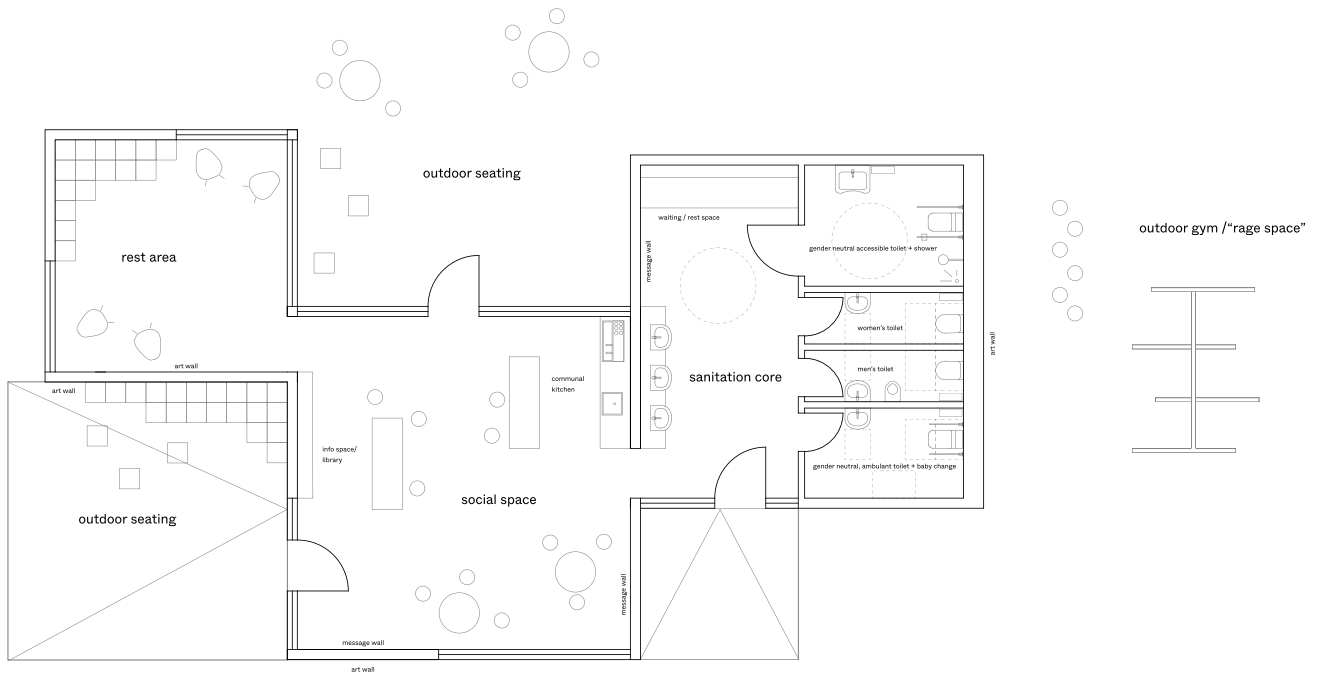 outdoor seating
waiting / rest space
message wall
gender neutral accessible toilet + shower
outdoor gym /“rage space”
rest area
women's toilet
art wall
men's toilet
sanitation core
communal
kitchen
art wall
art wall
info space/
library
social space
gender neutral, ambulant toilet + baby change
outdoor seating
message wall
message wall
art wall